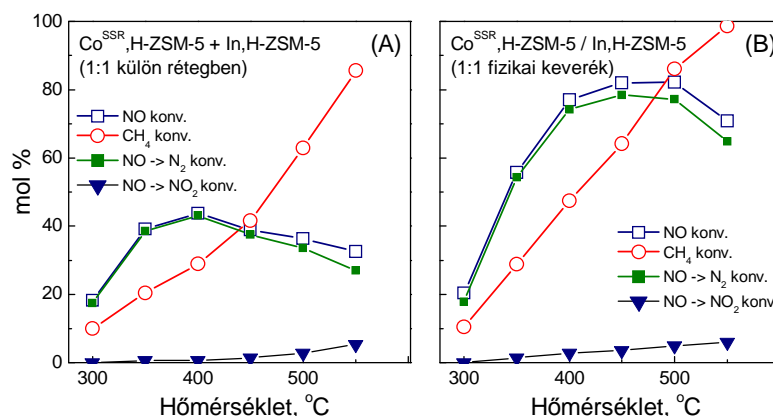 Co^SSR,H-ZSM-5 + In,H-ZSM-5 (A)
(1:1 külön rétegben)
NO konv.
CH₄ konv.
NO -> N₂ konv.
NO -> NO₂ konv.
mol %
100
80
60
40
20
0
300
400
500
Hőmérséklet, °C
Co^SSR,H-ZSM-5 / In,H-ZSM-5 (B)
(1:1 fizikai keverék)
NO konv.
CH₄ konv.
NO -> N₂ konv.
NO -> NO₂ konv.
300
400
500
Hőmérséklet, °C